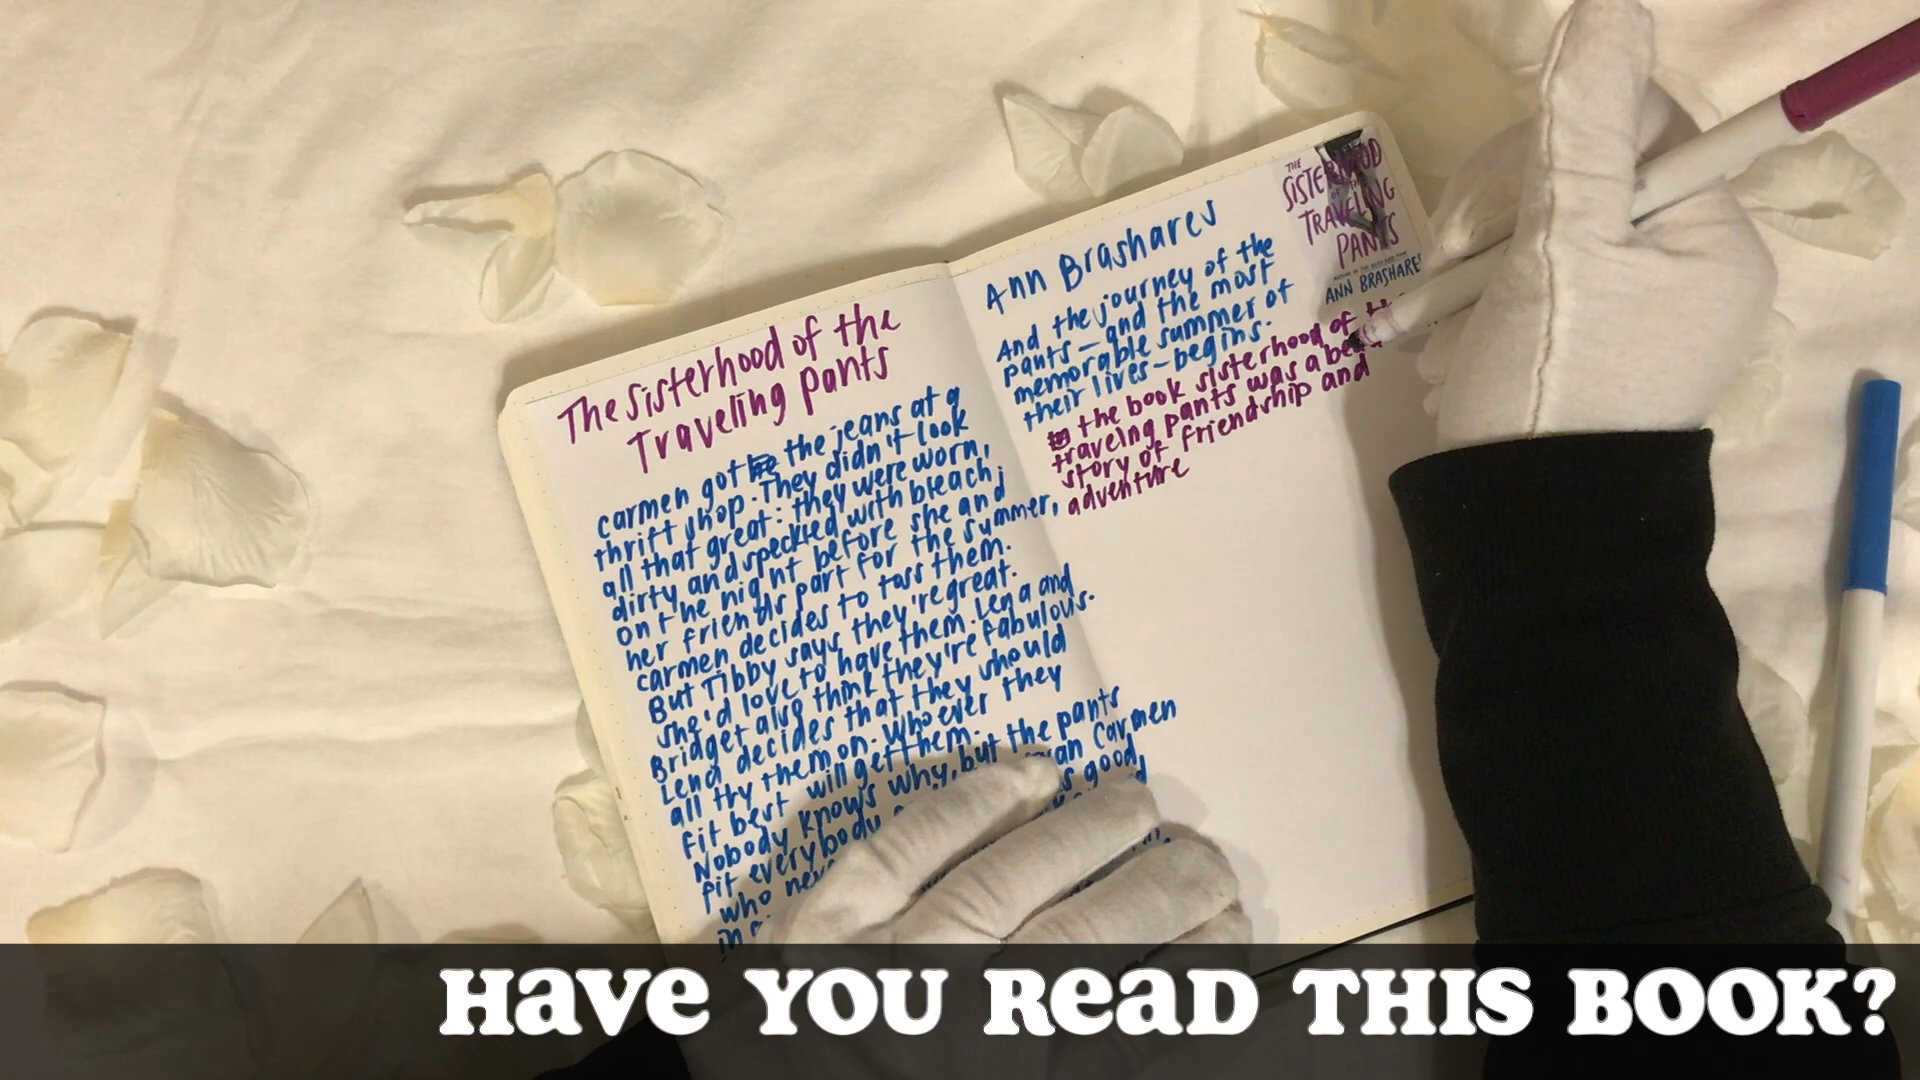 The Sisterhood of the
Traveling pants
carmen got the jeans at a
thrift shop. They didn't look
all that great: they were worn,
dirty and speckled with bleach.
on the night before she and
her friends part for the summer,
carmen decides to toss them.
But Tibby says they're great.
she'd love to have them. Lena and
Bridget also think they're fabulous.
Lena decides that they should
all try them on. Whoever they
fit best will get them.
Nobody knows why, but the pants
fit everybody carmen
who good
in
Ann Brashares
And the journey of the
pants—and the most
memorable summer of
their lives—begins.
the book sisterhood of
traveling pants was a
story of friendship and
adventure
THE
SISTERHOOD
OF THE
TRAVELING
PANTS
ANN BRASHARES
HAVE YOU READ THIS BOOK?